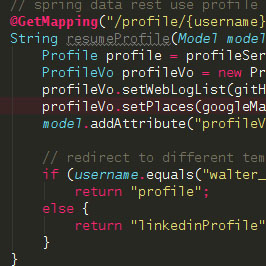 // spring data rest use profile
@GetMapping("/profile/{username}
String resumeProfile(Model model
Profile profile = profileSer
ProfileVo profileVo = new Pr
profileVo.setWebLogList(gitH
profileVo.setPlaces(googleMa
model.addAttribute("profileV
// redirect to different tem
if (username.equals("walter_
return "profile";
else {
return "linkedinProfile"
}
}